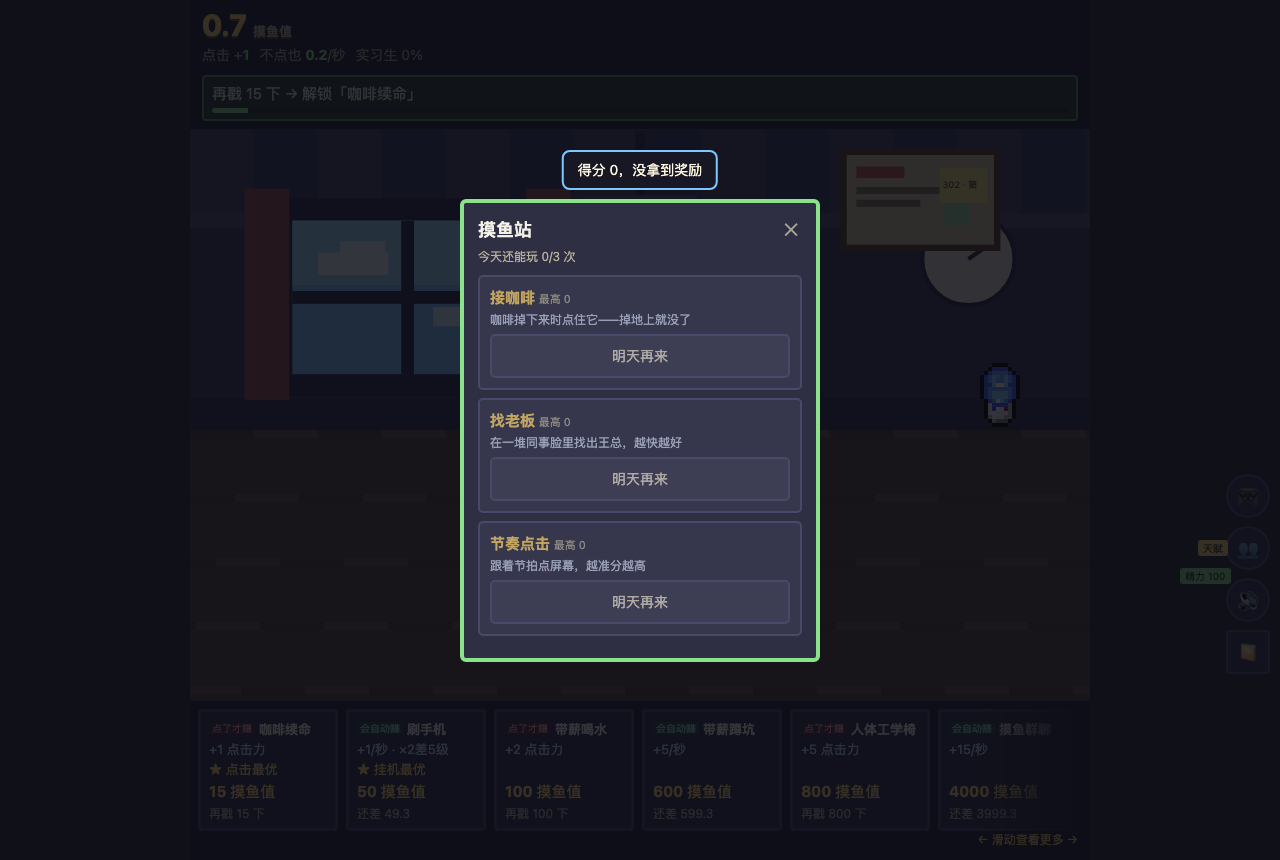 0.7 摸鱼值
点击 +1 不点也 0.2/秒 实习生 0%
再戳 15 下 → 解锁「咖啡续命」
得分 0，没拿到奖励
302 · 第
摸鱼站
今天还能玩 0/3 次
接咖啡 最高 0
咖啡掉下来时点住它——掉地上就没了
明天再来
找老板 最高 0
在一堆同事脸里找出王总，越快越好
明天再来
节奏点击 最高 0
跟着节拍点屏幕，越准分越高
明天再来
天赋
精力 100
点了才赚 咖啡续命
+1 点击力
★ 点击最优
15 摸鱼值
再戳 15 下
会自动赚 刷手机
+1/秒 · ×2差5级
★ 挂机最优
50 摸鱼值
还差 49.3
点了才赚 带薪喝水
+2 点击力
100 摸鱼值
再戳 100 下
会自动赚 带薪蹲坑
+5/秒
600 摸鱼值
还差 599.3
点了才赚 人体工学椅
+5 点击力
800 摸鱼值
再戳 800 下
会自动赚 摸鱼群聊
+15/秒
4000 摸鱼值
还差 3999.3
← 滑动查看更多 →